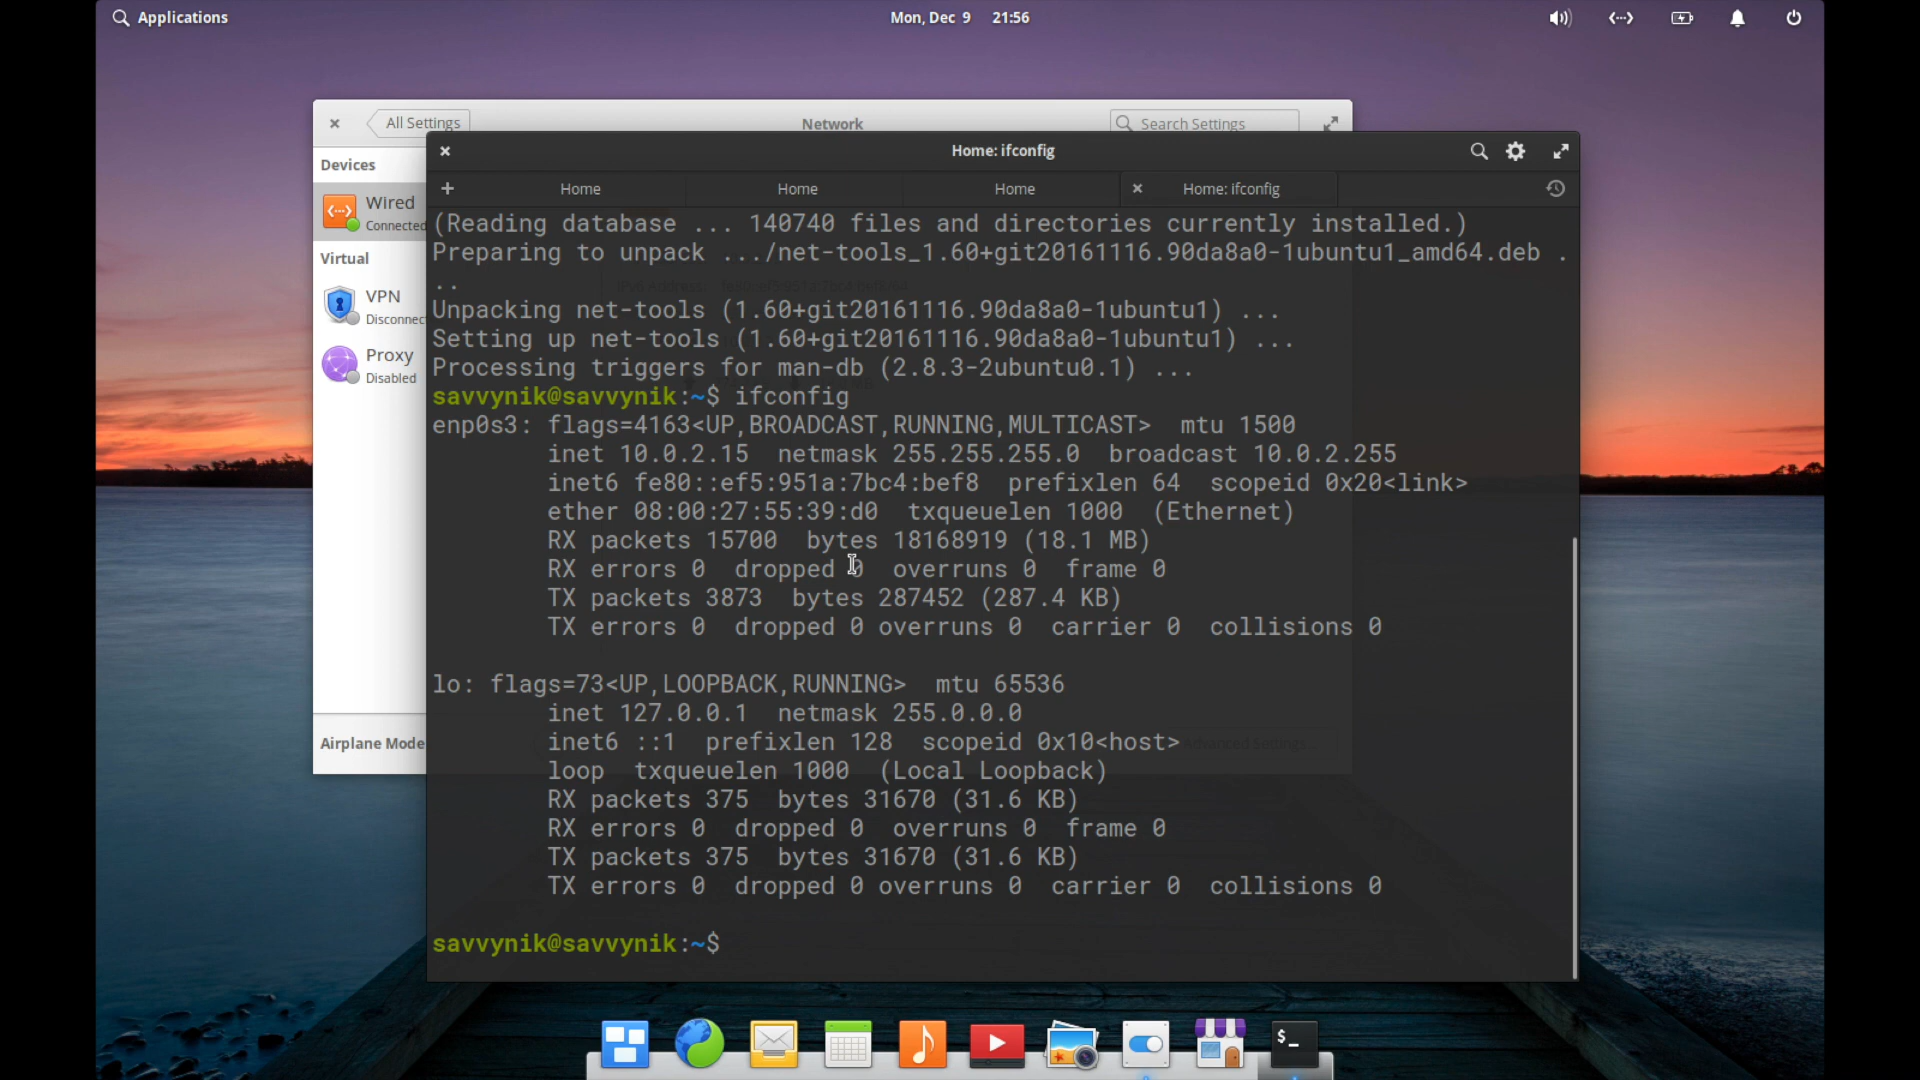 Applications
Mon, Dec 9 21:56
All Settings
Network
Search Settings
Devices
Wired
Connected
Virtual
VPN
Disconnec
Proxy
Disabled
Airplane Mode
Home: ifconfig
Home
Home
Home
Home: ifconfig
(Reading database ... 140740 files and directories currently installed.)
Preparing to unpack .../net-tools_1.60+git20161116.90da8a0-1ubuntu1_amd64.deb .
..
Unpacking net-tools (1.60+git20161116.90da8a0-1ubuntu1) ...
Setting up net-tools (1.60+git20161116.90da8a0-1ubuntu1) ...
Processing triggers for man-db (2.8.3-2ubuntu0.1) ...
savvynik@savvynik:~$ ifconfig
enp0s3: flags=4163<UP,BROADCAST,RUNNING,MULTICAST>  mtu 1500
inet 10.0.2.15  netmask 255.255.255.0  broadcast 10.0.2.255
inet6 fe80::ef5:951a:7bc4:bef8  prefixlen 64  scopeid 0x20<link>
ether 08:00:27:55:39:d0  txqueuelen 1000  (Ethernet)
RX packets 15700  bytes 18168919 (18.1 MB)
RX errors 0  dropped 0  overruns 0  frame 0
TX packets 3873  bytes 287452 (287.4 KB)
TX errors 0  dropped 0 overruns 0  carrier 0  collisions 0
lo: flags=73<UP,LOOPBACK,RUNNING>  mtu 65536
inet 127.0.0.1  netmask 255.0.0.0
inet6 ::1  prefixlen 128  scopeid 0x10<host>
loop  txqueuelen 1000  (Local Loopback)
RX packets 375  bytes 31670 (31.6 KB)
RX errors 0  dropped 0  overruns 0  frame 0
TX packets 375  bytes 31670 (31.6 KB)
TX errors 0  dropped 0 overruns 0  carrier 0  collisions 0
savvynik@savvynik:~$
Advanced Settings...
$_